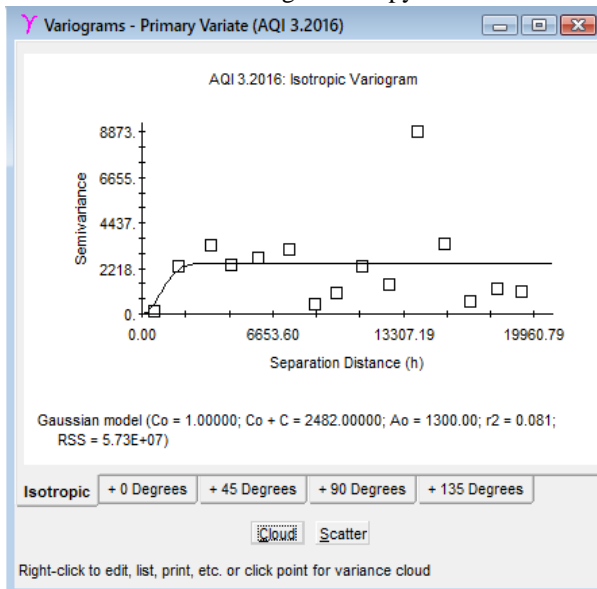 Variograms - Primary Variate (AQI 3.2016)
AQI 3.2016: Isotropic Variogram
8873.
6655.
4437.
2218.
0.
Semivariance
0.00 6653.60 13307.19 19960.79
Separation Distance (h)
Gaussian model (Co = 1.00000; Co + C = 2482.00000; Ao = 1300.00; r2 = 0.081;
RSS = 5.73E+07)
Isotropic + 0 Degrees + 45 Degrees + 90 Degrees + 135 Degrees
Cloud Scatter
Right-click to edit, list, print, etc. or click point for variance cloud